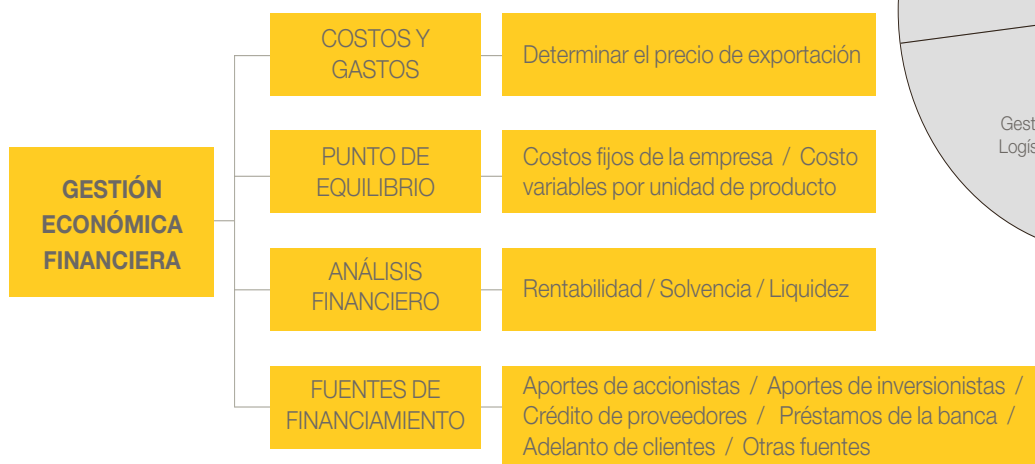 GESTIÓN
ECONÓMICA
FINANCIERA
COSTOS Y
GASTOS
Determinar el precio de exportación
PUNTO DE
EQUILIBRIO
Costos fijos de la empresa / Costo
variables por unidad de producto
ANÁLISIS
FINANCIERO
Rentabilidad / Solvencia / Liquidez
FUENTES DE
FINANCIAMIENTO
Aportes de accionistas / Aportes de inversionistas /
Crédito de proveedores / Préstamos de la banca /
Adelanto de clientes / Otras fuentes